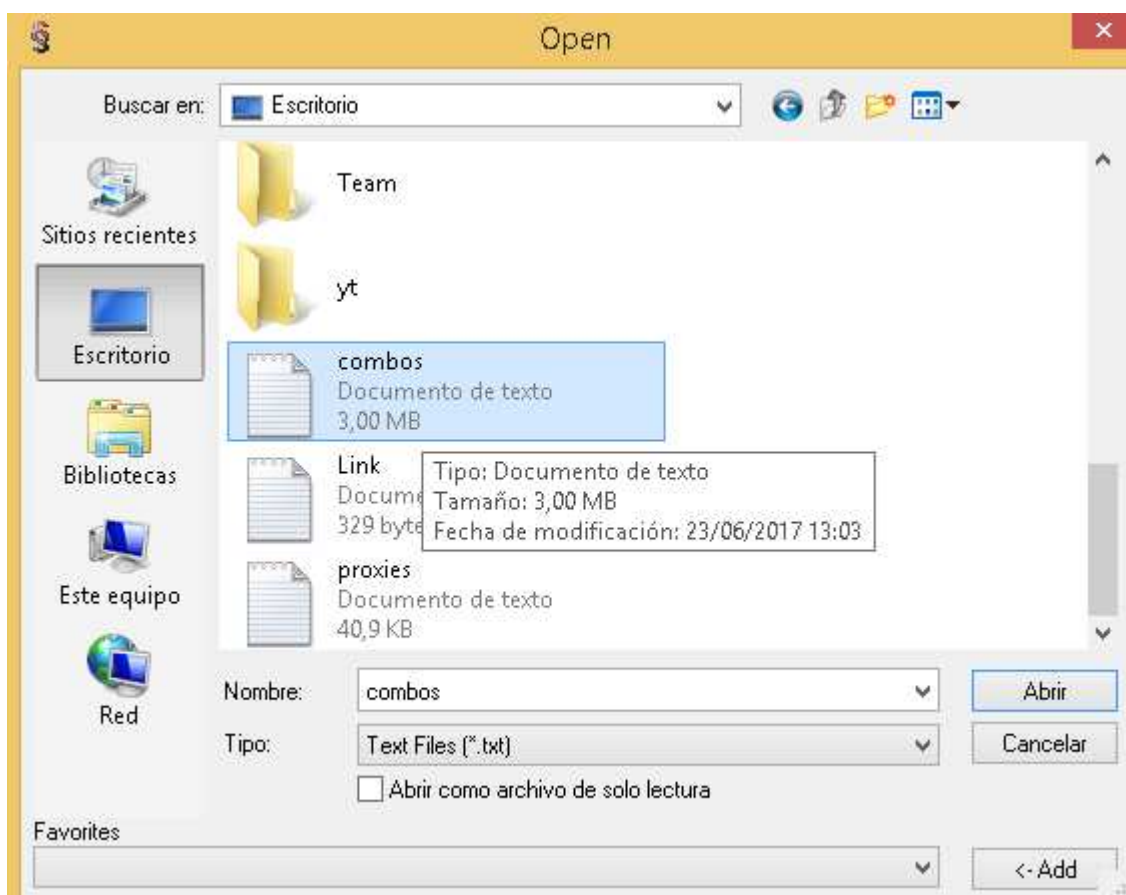 Open
Buscar en:
Escritorio
Sitios recientes
Escritorio
Bibliotecas
Este equipo
Red
Team
yt
combos
Documento de texto
3,00 MB
Link
Docume
329 byte
Tipo: Documento de texto
Tamaño: 3,00 MB
Fecha de modificación: 23/06/2017 13:03
proxies
Documento de texto
40,9 KB
Nombre:
combos
Abrir
Tipo:
Text Files (*.txt)
Cancelar
Abrir como archivo de solo lectura
Favorites
<- Add